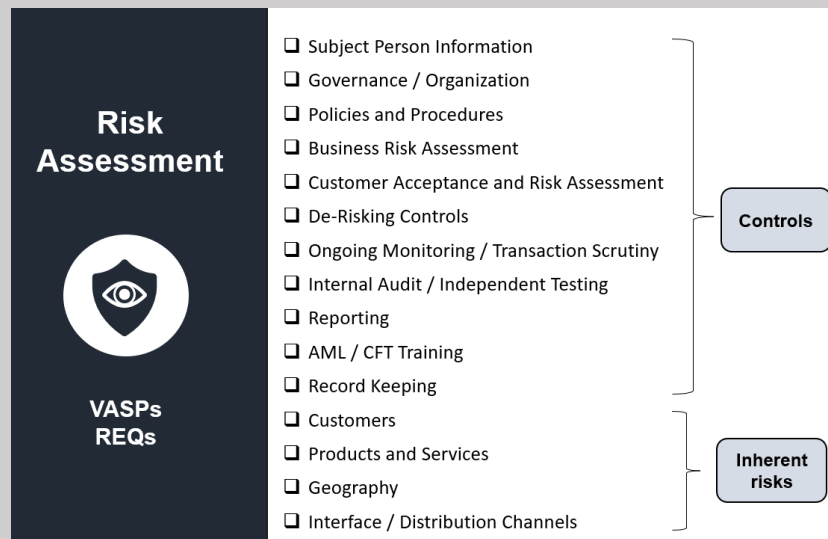 Risk
Assessment
VASPs
REQs
Subject Person Information
Governance / Organization
Policies and Procedures
Business Risk Assessment
Customer Acceptance and Risk Assessment
De-Risking Controls
Ongoing Monitoring / Transaction Scrutiny
Internal Audit / Independent Testing
Reporting
AML / CFT Training
Record Keeping
Customers
Products and Services
Geography
Interface / Distribution Channels
Controls
Inherent
risks